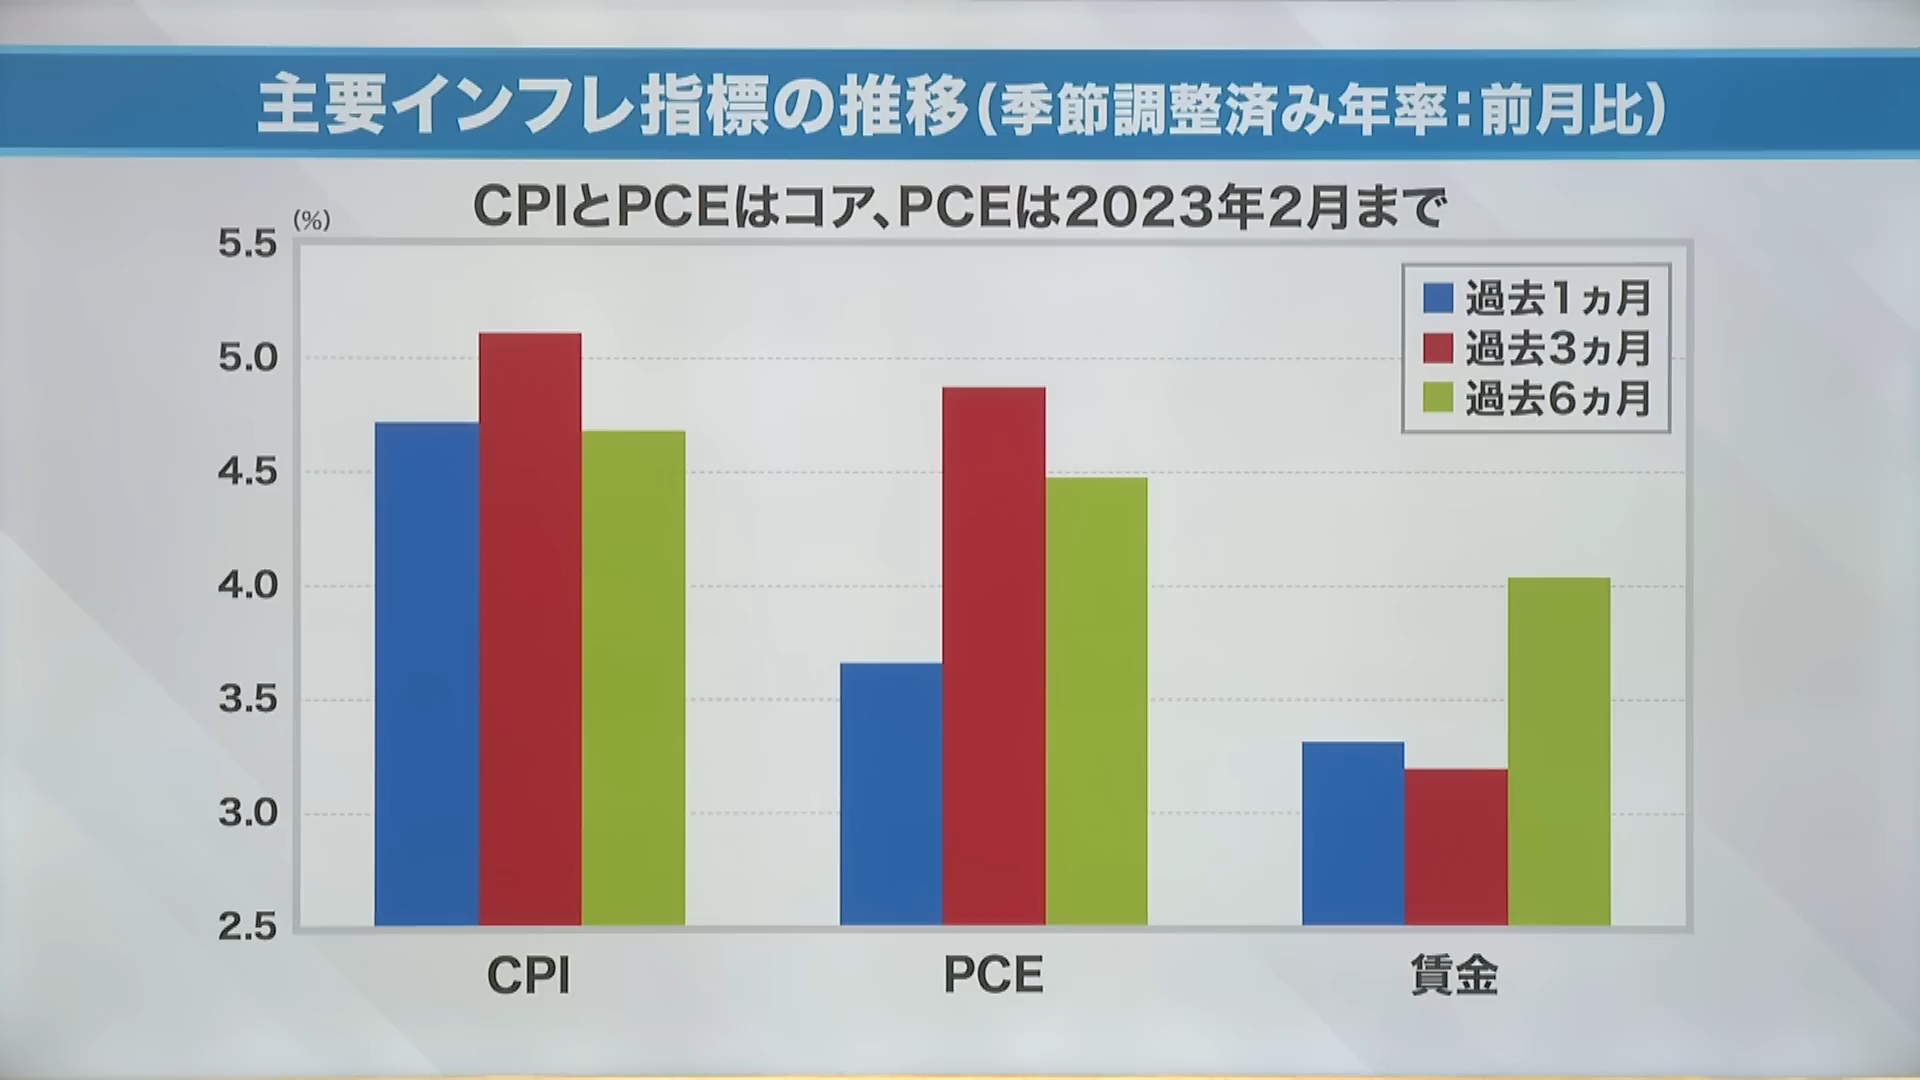 主要インフレ指標の推移(季節調整済み年率:前月比)
CPIとPCEはコア、PCEは2023年2月まで
(%)
5.5
5.0
4.5
4.0
3.5
3.0
2.5
過去1ヵ月
過去3ヵ月
過去6ヵ月
CPI
PCE
賃金